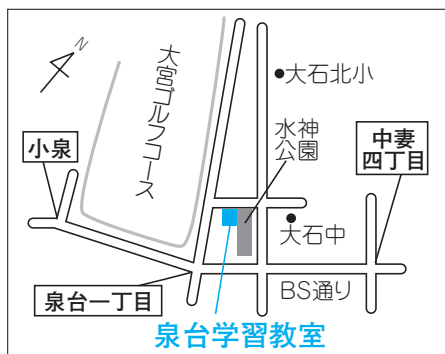 N
大宮ゴルフコース
大石北小
水神
公園
中妻
四丁目
小泉
大石中
泉台一丁目
BS通り
泉台学習教室